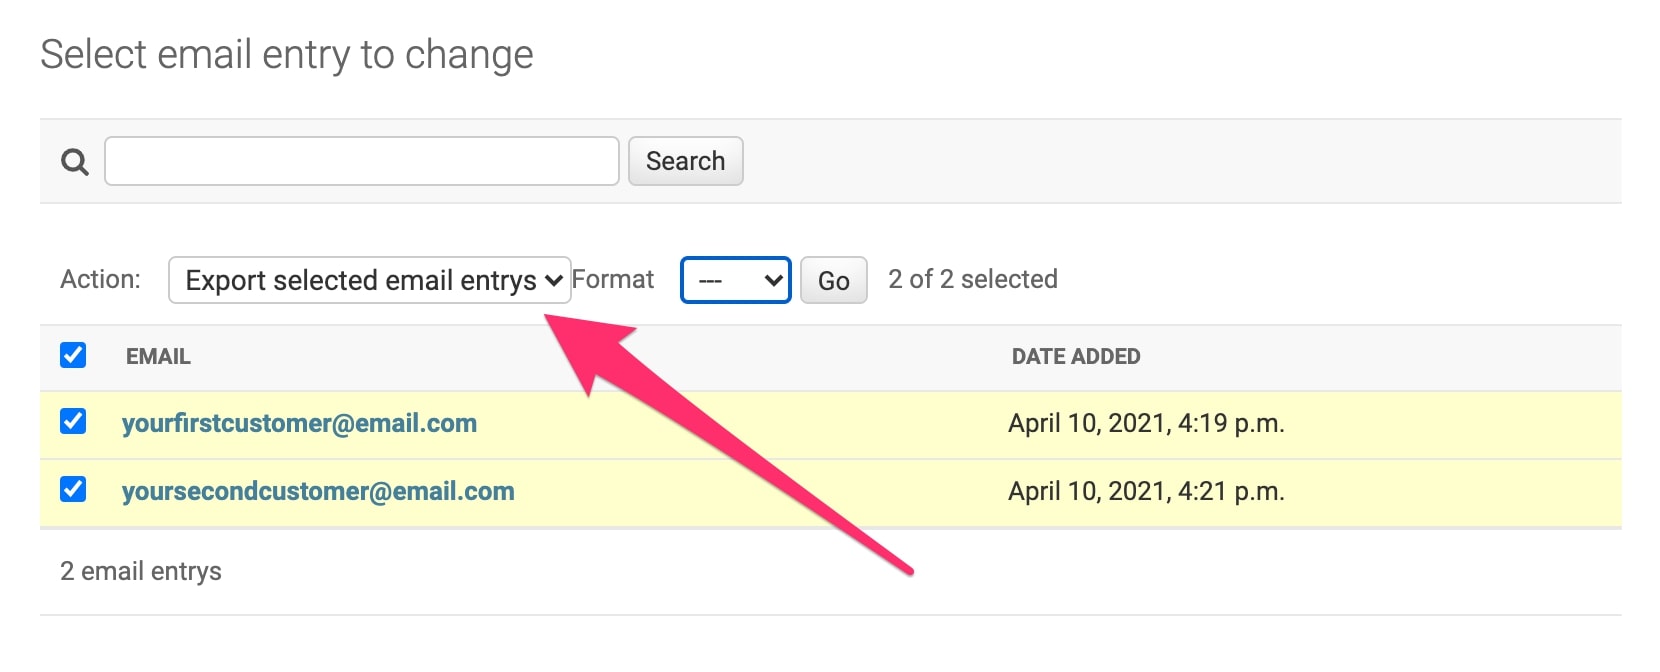 Select email entry to change
Search
Action: Export selected email entrys Format --- Go 2 of 2 selected
EMAIL DATE ADDED
yourfirstcustomer@email.com April 10, 2021, 4:19 p.m.
yoursecondcustomer@email.com April 10, 2021, 4:21 p.m.
2 email entrys